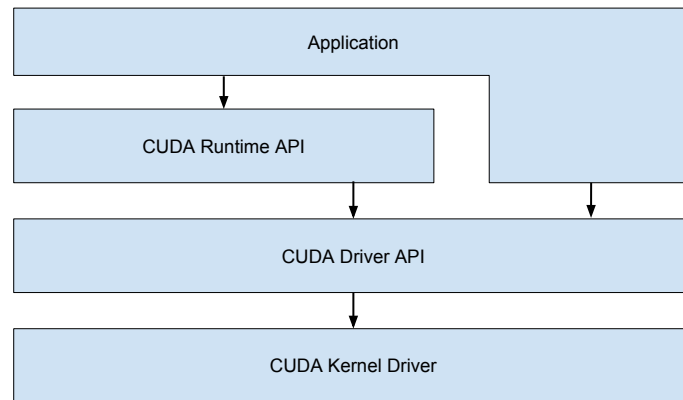 Application
CUDA Runtime API
CUDA Driver API
CUDA Kernel Driver